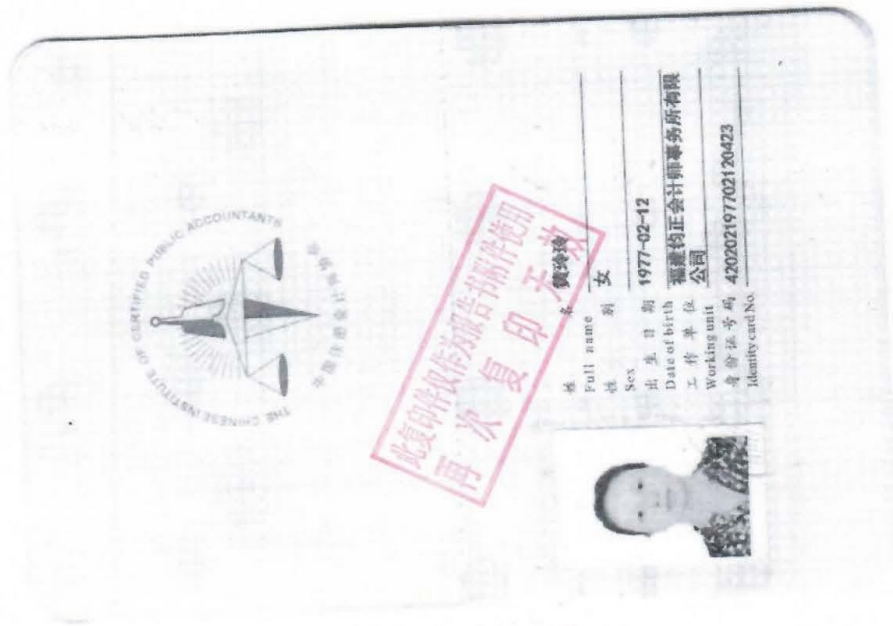 THE CHINESE INSTITUTE OF CERTIFIED PUBLIC ACCOUNTANTS
中国注册会计师协会
此复印件仅作为报告书附件使用
再次复印无效
姓 名 黄玲玲
Full name
性 别 女
Sex
出 生 日 期 1977-02-12
Date of birth
工 作 单 位 福建钧正会计师事务所有限
公司
Working unit
身 份 证 号 码 420202197702120423
Identity card No.